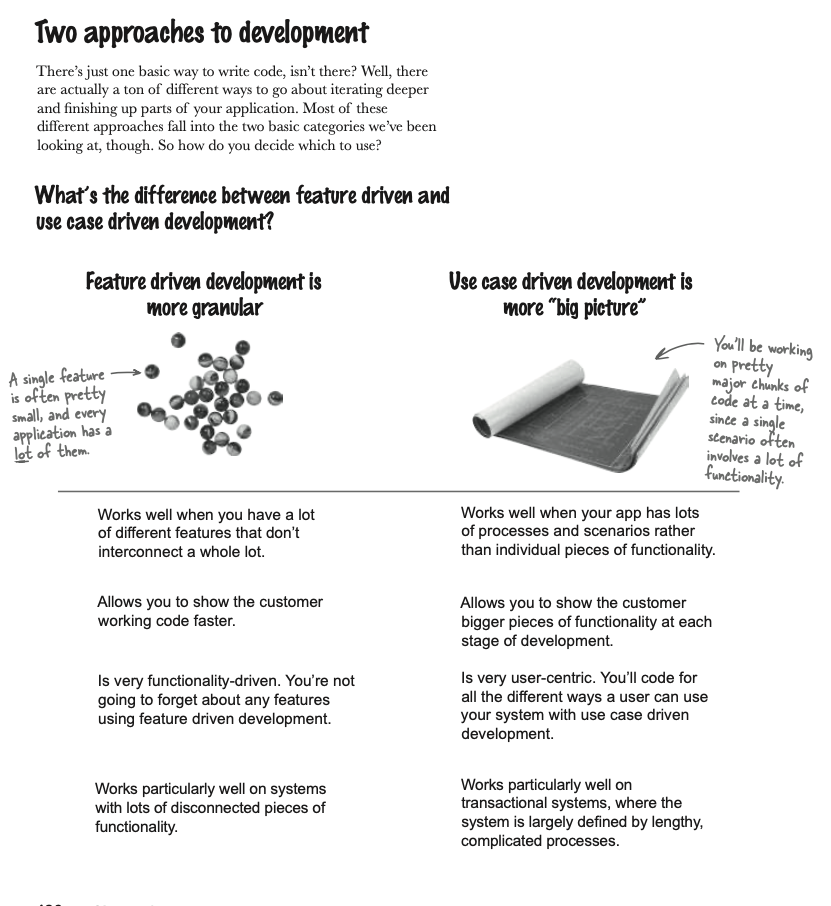 Two approaches to development
There's just one basic way to write code, isn't there? Well, there
are actually a ton of different ways to go about iterating deeper
and finishing up parts of your application. Most of these
different approaches fall into the two basic categories we've been
looking at, though. So how do you decide which to use?
What's the difference between feature driven and
use case driven development?
Feature driven development is
more granular
A single feature
is often pretty
small, and every
application has a
lot of them.
Works well when you have a lot
of different features that don't
interconnect a whole lot.
Allows you to show the customer
working code faster.
Is very functionality-driven. You're not
going to forget about any features
using feature driven development.
Works particularly well on systems
with lots of disconnected pieces of
functionality.
Use case driven development is
more "big picture"
You'll be working
on pretty
major chunks of
code at a time,
since a single
scenario often
involves a lot of
functionality.
Works well when your app has lots
of processes and scenarios rather
than individual pieces of functionality.
Allows you to show the customer
bigger pieces of functionality at each
stage of development.
Is very user-centric. You'll code for
all the different ways a user can use
your system with use case driven
development.
Works particularly well on
transactional systems, where the
system is largely defined by lengthy,
complicated processes.